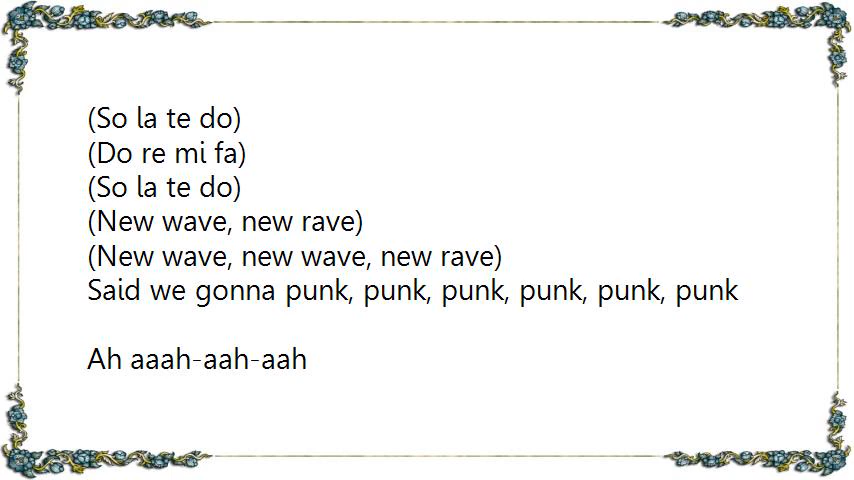 (So la te do)
(Do re mi fa)
(So la te do)
(New wave, new rave)
(New wave, new wave, new rave)
Said we gonna punk, punk, punk, punk, punk, punk
Ah aaah-aah-aah